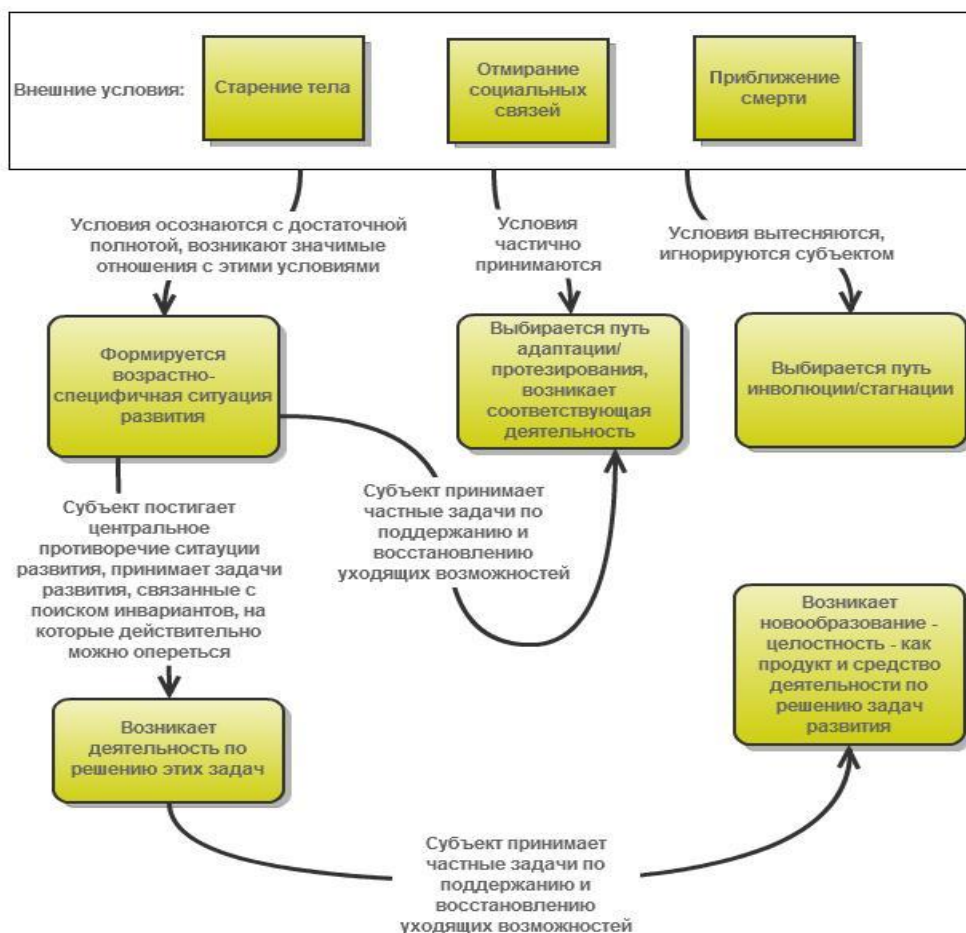 Внешние условия:
Старение тела
Отмирание
социальных
связей
Приближение
смерти
Условия осознаются с достаточной
полнотой, возникают значимые
отношения с этими условиями
Условия
частично
принимаются
Условия вытесняются,
игнорируются субъектом
Формируется
возрастно-
специфичная ситуация
развития
Выбирается путь
адаптации/
протезирования,
возникает
соответствующая
деятельность
Выбирается путь
инволюции/стагнации
Субъект постигает
центральное
противоречие ситауции
развития, принимает задачи
развития, связанные с
поиском инвариантов, на
которые действительно
можно опереться
Субъект принимает
частные задачи по
поддержанию и
восстановлению
уходящих возможностей
Возникает
новообразование -
целостность - как
продукт и средство
деятельности по
решению задач
развития
Возникает
деятельность по
решению этих задач
Субъект принимает
частные задачи по
поддержанию и
восстановлению
уходящих возможностей